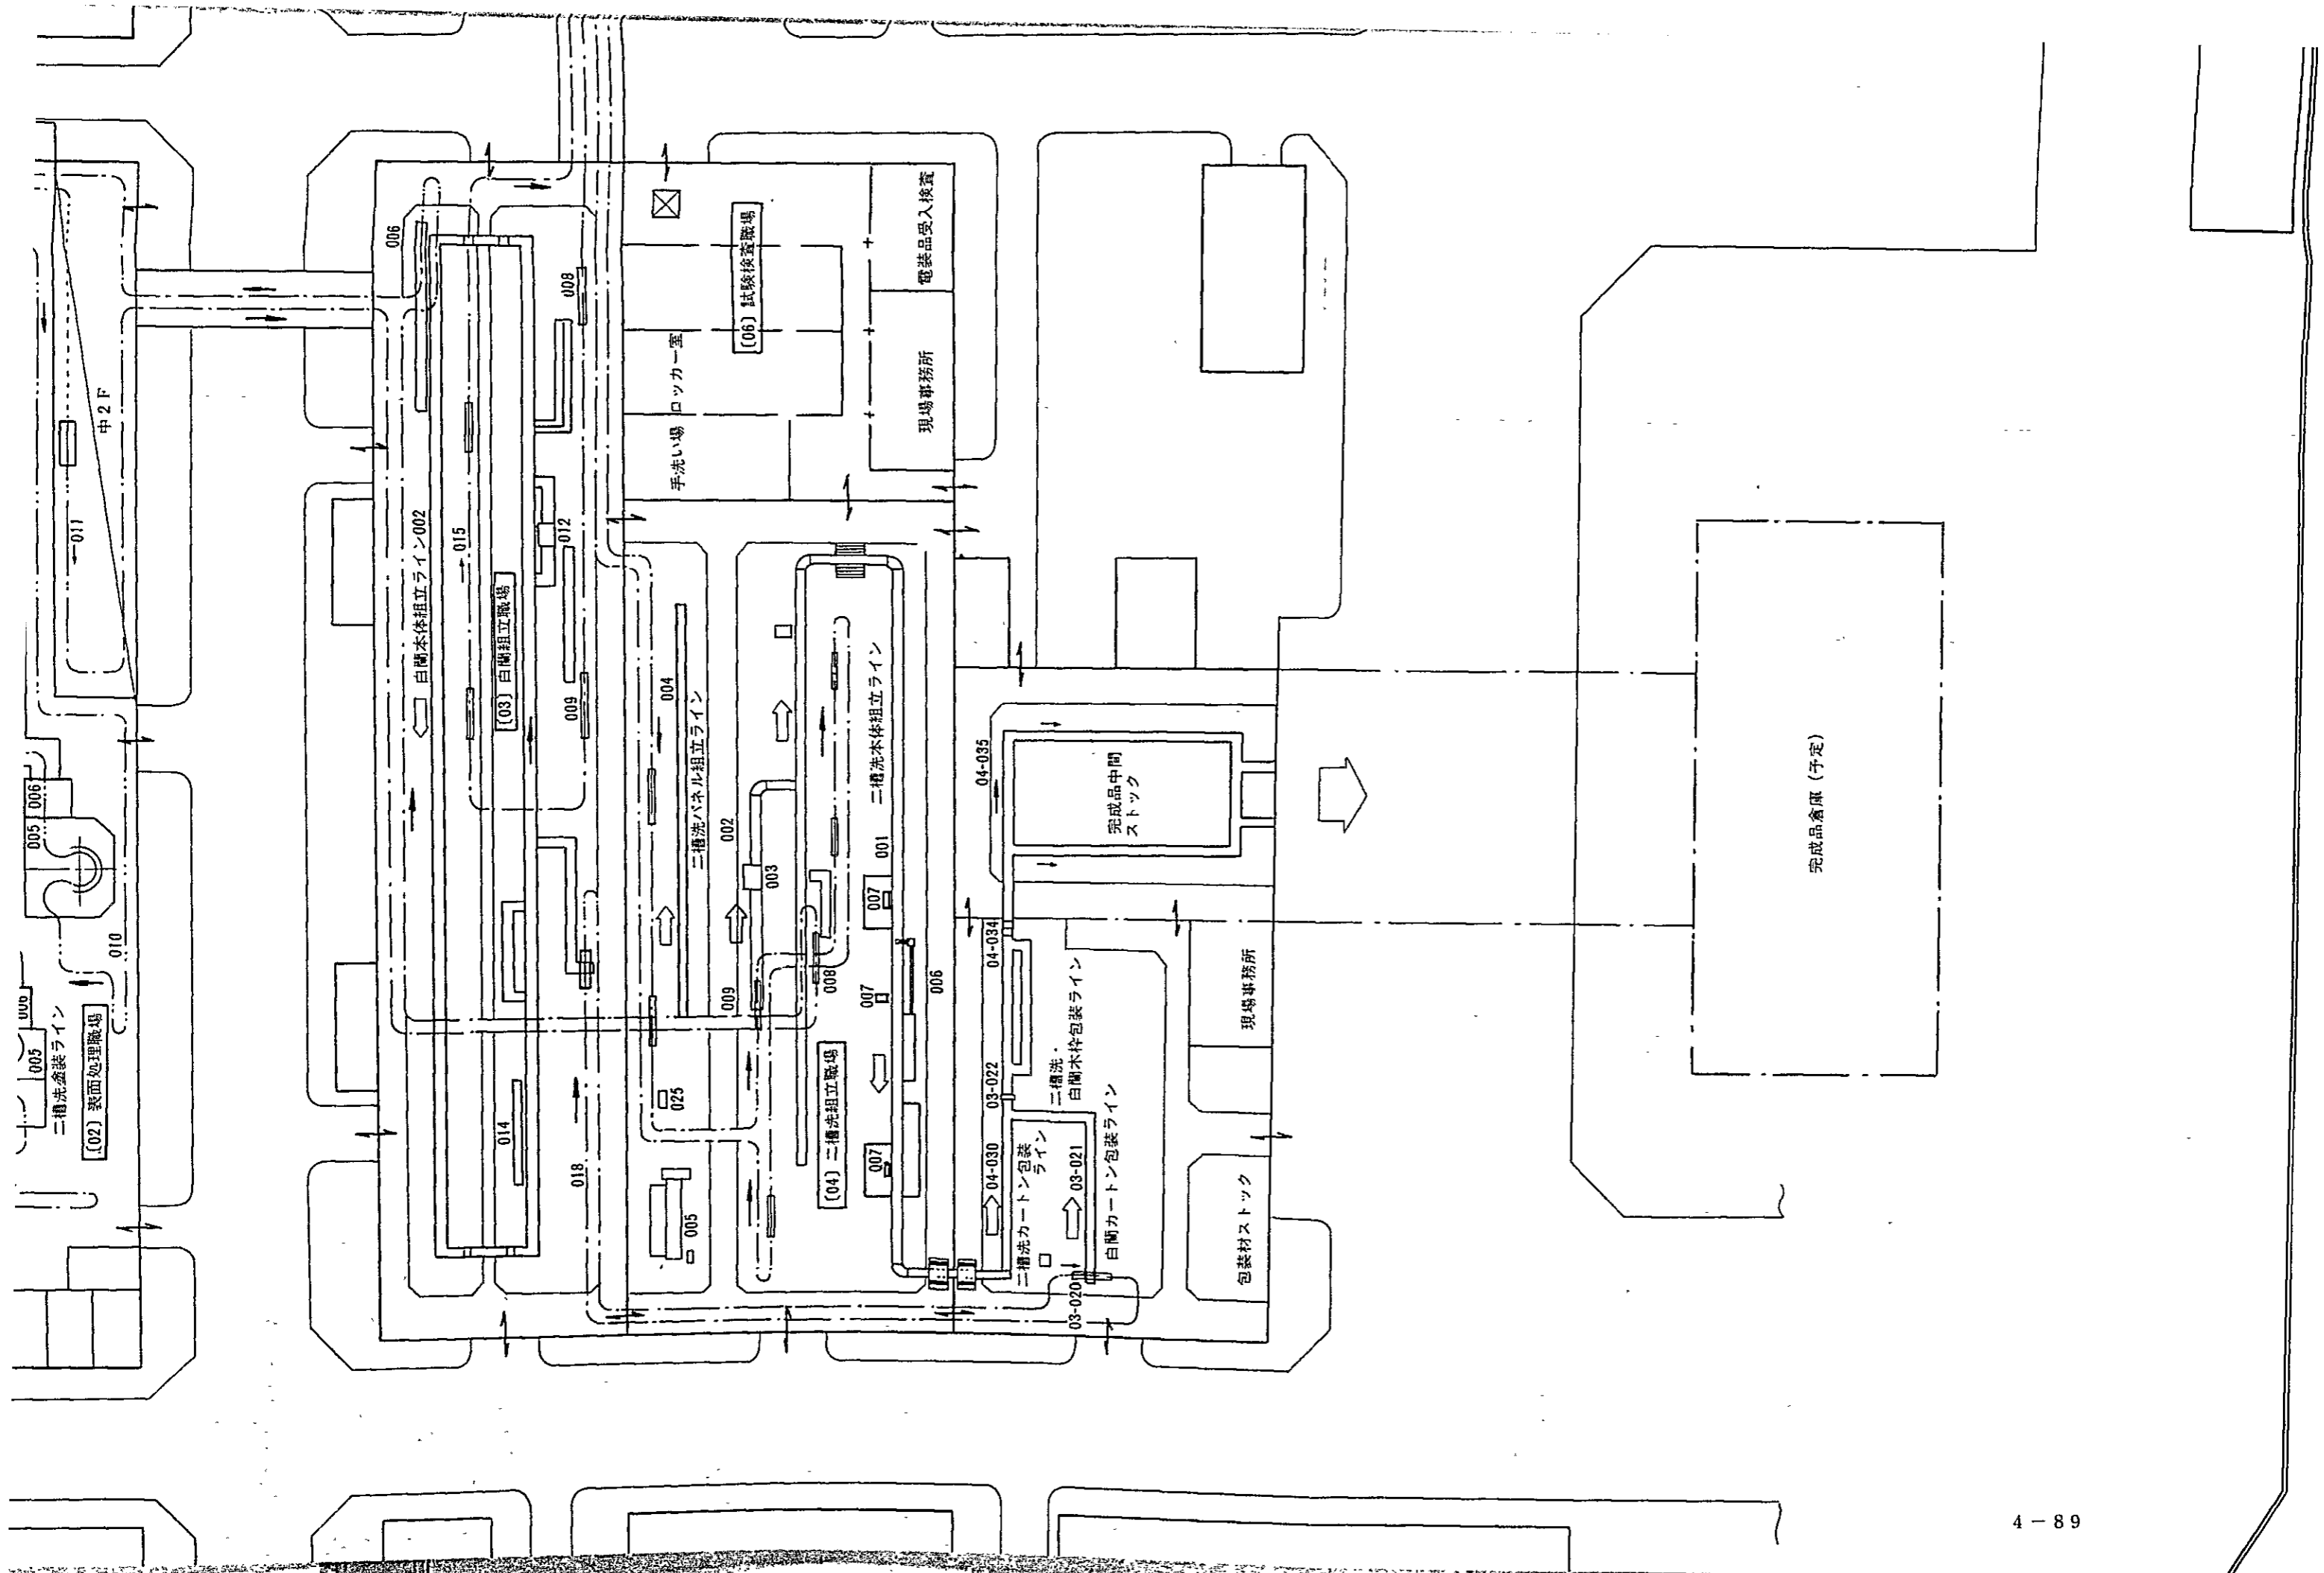 中2F
011
006
005
010
006
005
二槽洗塗装ライン
〔02〕表面処理職場
006
白蘭本体組立ライン002
015
〔03〕白蘭組立職場
008
012
009
014
018
004
二槽洗パネル組立ライン
025
005
〔06〕試験検査職場
電装品受入検査
ロッカー室
手洗い場
現場事務所
002
003
009
008
二槽洗本体組立ライン
001
007
007
007
006
〔04〕二槽洗組立職場
04-035
完成品中間
ストック
04-034
03-022
04-030
03-021
03-020
二槽洗・
白蘭木枠包装ライン
二槽洗カートン包装
ライン
白蘭カートン包装ライン
現場事務所
包装材ストック
完成品倉庫(予定)
4-89